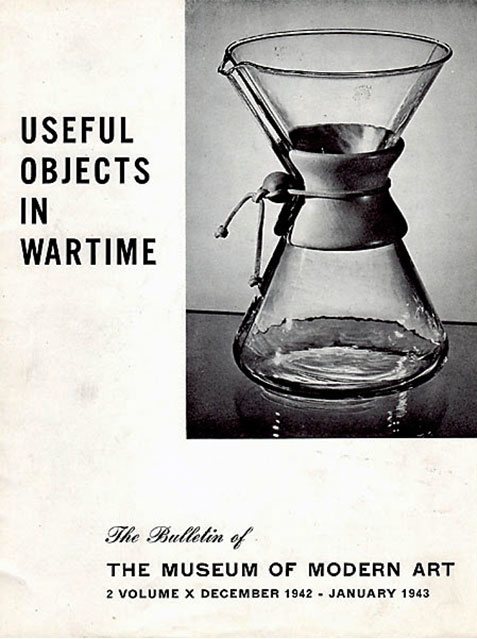 USEFUL
OBJECTS
IN
WARTIME
The Bulletin of
THE MUSEUM OF MODERN ART
2 VOLUME X DECEMBER 1942 - JANUARY 1943